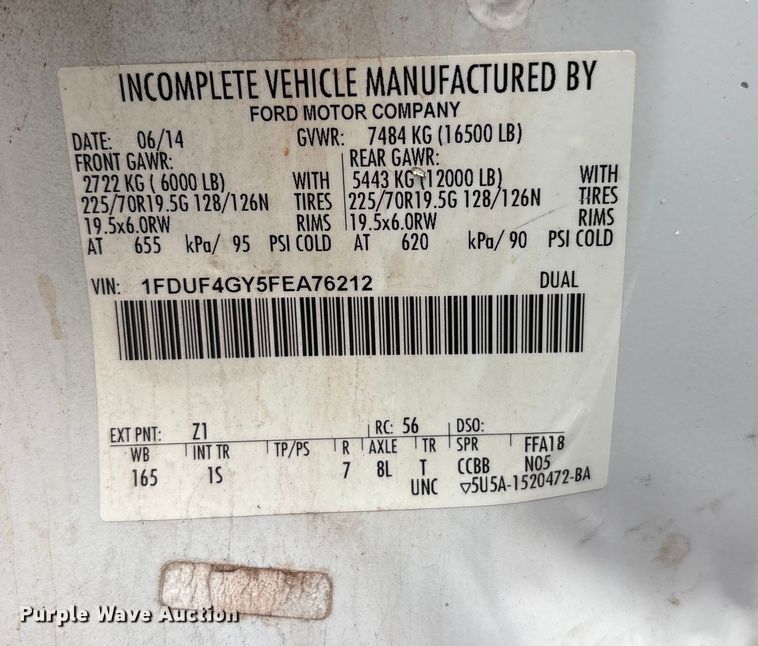 INCOMPLETE VEHICLE MANUFACTURED BY
FORD MOTOR COMPANY
DATE: 06/14 GVWR: 7484 KG (16500 LB)
FRONT GAWR: REAR GAWR:
2722 KG ( 6000 LB) WITH 5443 KG (12000 LB) WITH
225/70R19.5G 128/126N TIRES 225/70R19.5G 128/126N TIRES
19.5x6.0RW RIMS 19.5x6.0RW RIMS
AT 655 kPa/ 95 PSI COLD AT 620 kPa/ 90 PSI COLD
VIN: 1FDUF4GY5FEA76212 DUAL
EXT PNT: Z1 RC: 56 DSO:
WB INT TR TP/PS R AXLE TR SPR FFA18
165 1S 7 8L T CCBB N05
UNC ▽5U5A-1520472-BA
Purple Wave Auction